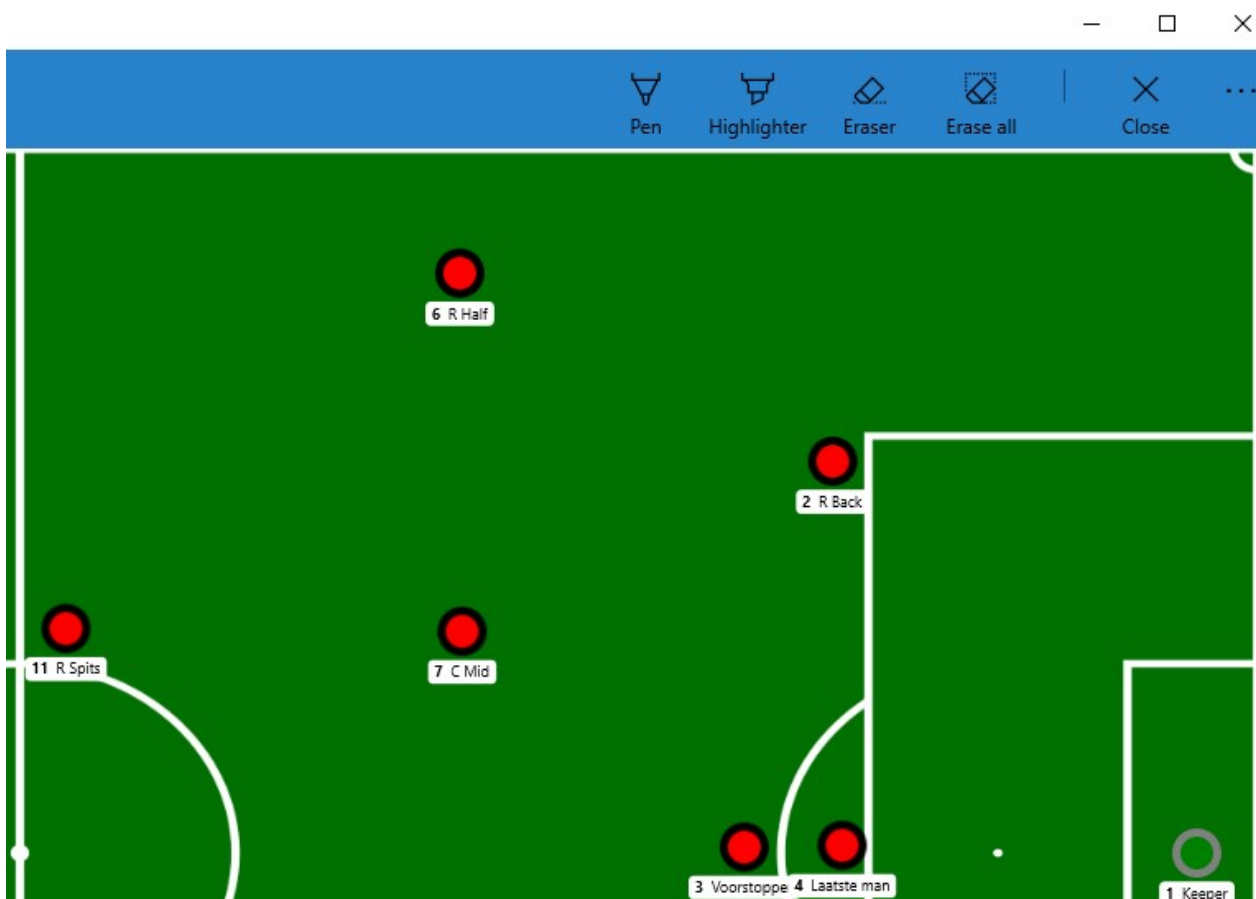 Pen Highlighter Eraser Erase all Close
6 R Half
2 R Back
11 R Spits
7 C Mid
3 Voorstoppe
4 Laatste man
1 Keeper